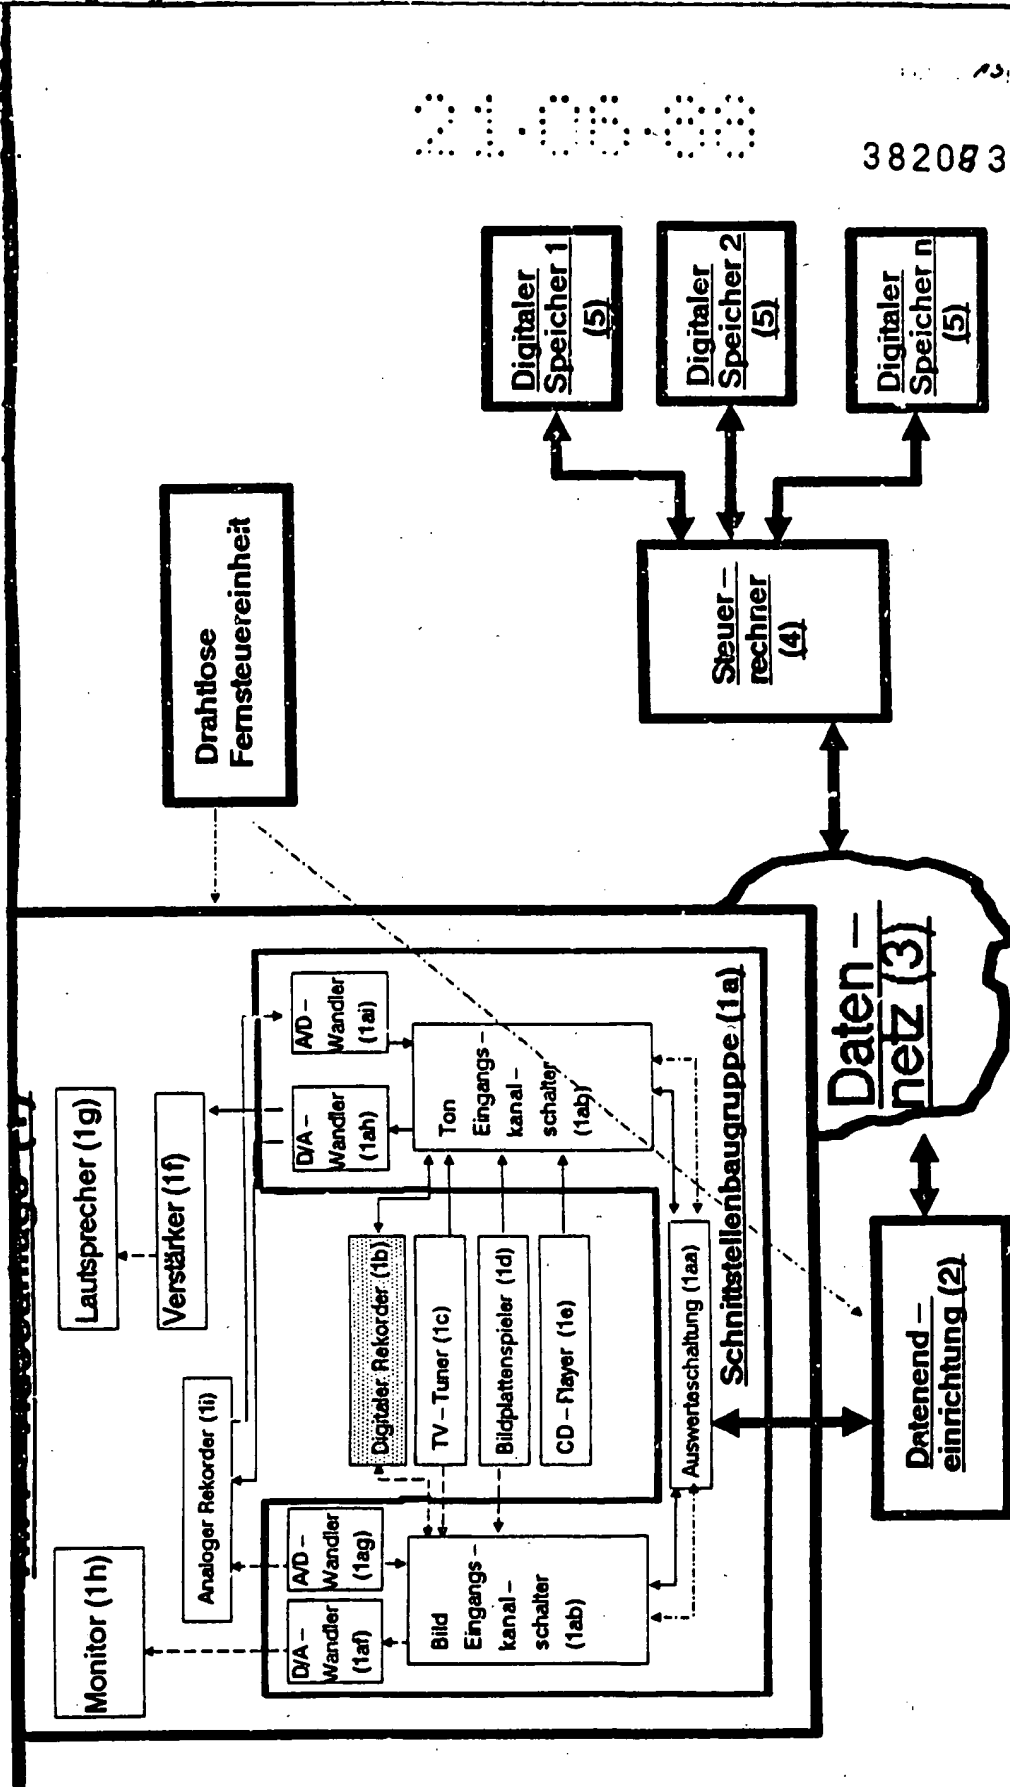 21·06·88
382083
Digitaler
Speicher 1
(5)
Digitaler
Speicher 2
(5)
Digitaler
Speicher n
(5)
Drahtlose
Fernsteuereinheit
Steuer–
rechner
(4)
Daten–
netz (3)
Datenend–
einrichtung (2)
Lautsprecher (1g)
Verstärker (1f)
Monitor (1h)
Analoger Rekorder (1i)
A/D–
Wandler
(1ai)
D/A–
Wandler
(1ah)
Ton
Eingangs–
kanal–
schalter
(1ab)
Digitaler Rekorder (1b)
TV–Tuner (1c)
Bildplattenspieler (1d)
CD–Player (1e)
Auswerteschaltung (1aa)
Schnittstellenbaugruppe (1a)
A/D–
Wandler
(1ag)
D/A–
Wandler
(1af)
Bild
Eingangs–
kanal–
schalter
(1ab)